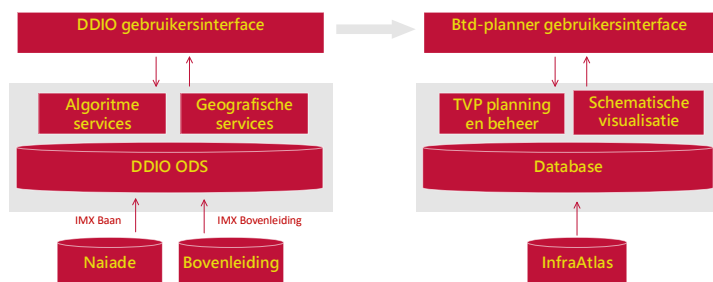 DDIO gebruikersinterface
Btd-planner gebruikersinterface
Algoritme
services
Geografische
services
TVP planning
en beheer
Schematische
visualisatie
DDIO ODS
Database
IMX Baan
IMX Bovenleiding
Naiade
Bovenleiding
InfraAtlas